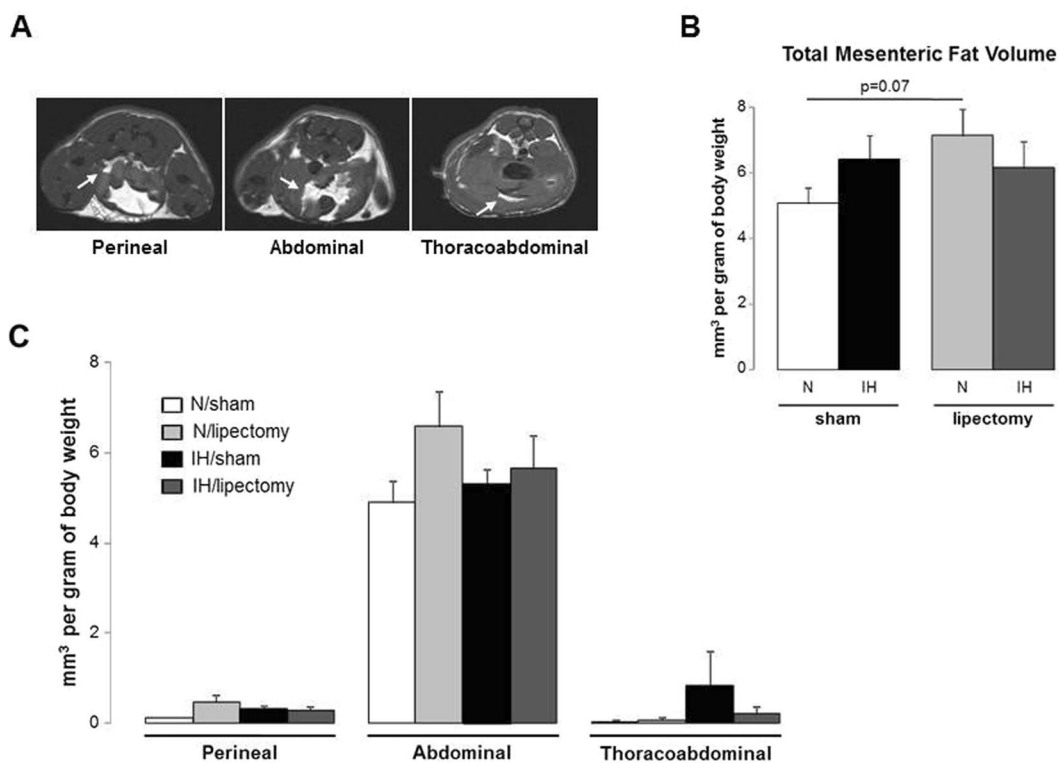 A
Perineal
Abdominal
Thoracoabdominal
B
Total Mesenteric Fat Volume
p=0.07
8
6
4
2
0
mm³ per gram of body weight
N
IH
N
IH
sham
lipectomy
C
8
6
4
2
0
mm³ per gram of body weight
N/sham
N/lipectomy
IH/sham
IH/lipectomy
Perineal
Abdominal
Thoracoabdominal